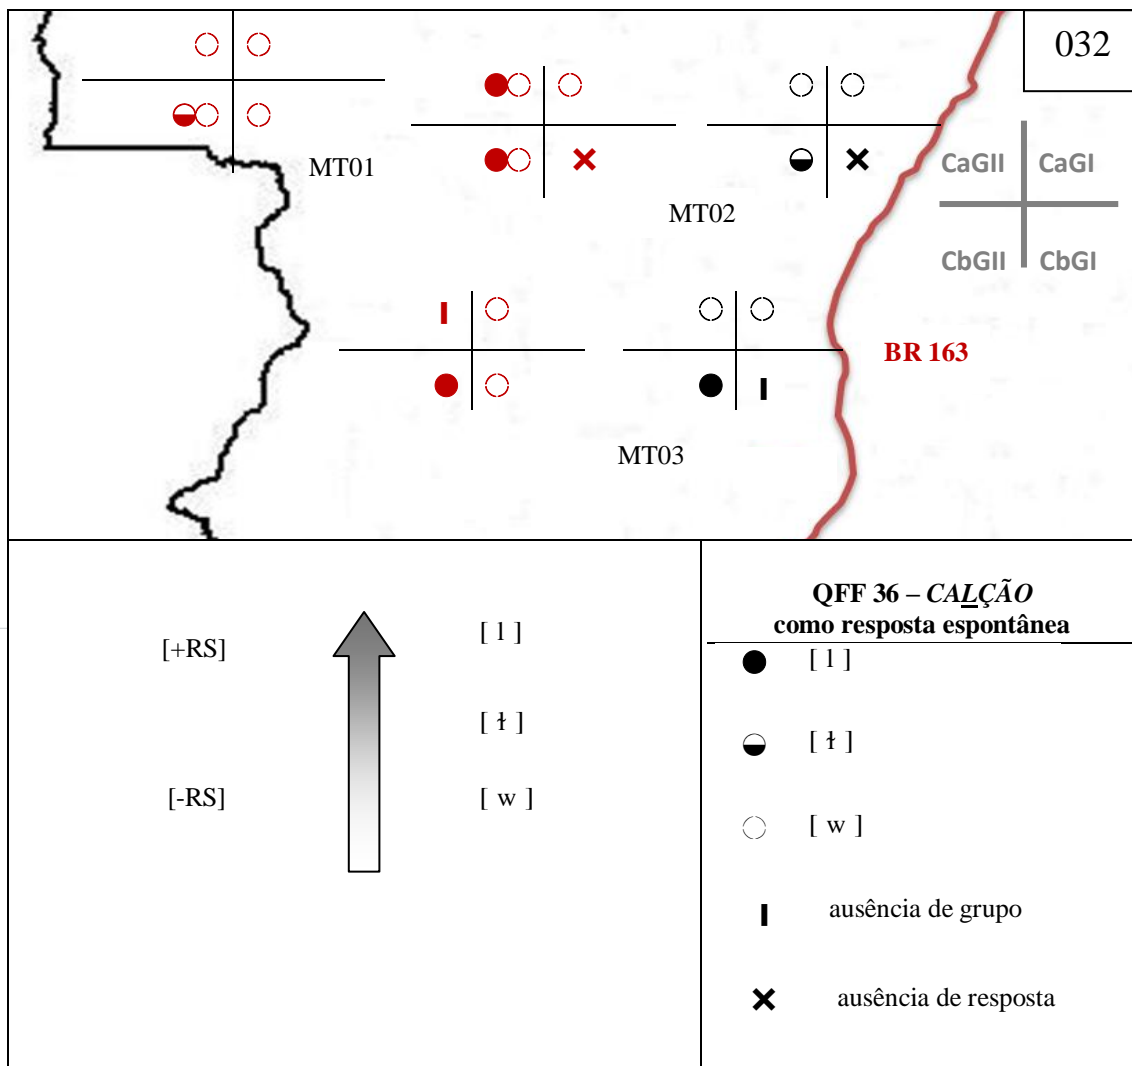 032
CaGII CaGI
CbGII CbGI
MT01
MT02
BR 163
MT03
[+RS]
[-RS]
[ l ]
[ ɫ ]
[ w ]
QFF 36 – CALÇÃO
como resposta espontânea
[ l ]
[ ɫ ]
[ w ]
ausência de grupo
ausência de resposta